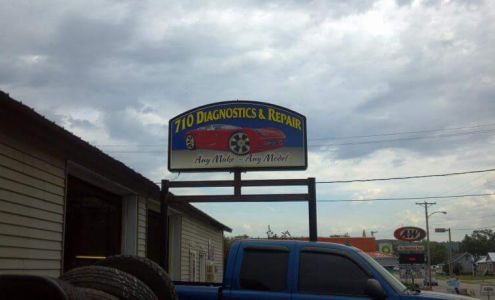 710 DIAGNOSTICS & REPAIR
Any Make - Any Model
A&W